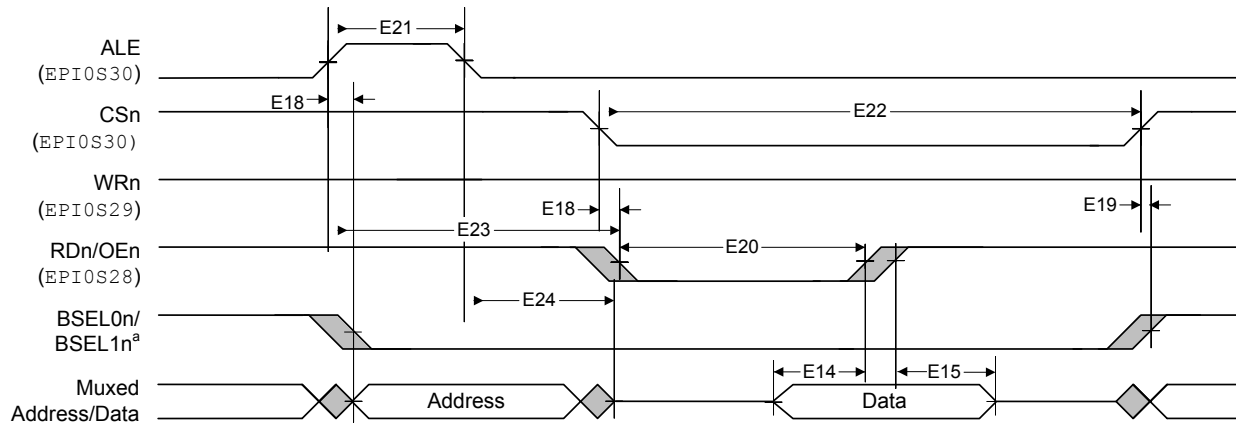 E21
ALE
(EPI0S30)
E18
CSn
E22
(EPI0S30)
WRn
(EPI0S29)
E18
E19
E23
RDn/OEn
E20
(EPI0S28)
E24
BSEL0n/
BSEL1nª
E14
E15
Muxed
Address/Data
Address
Data